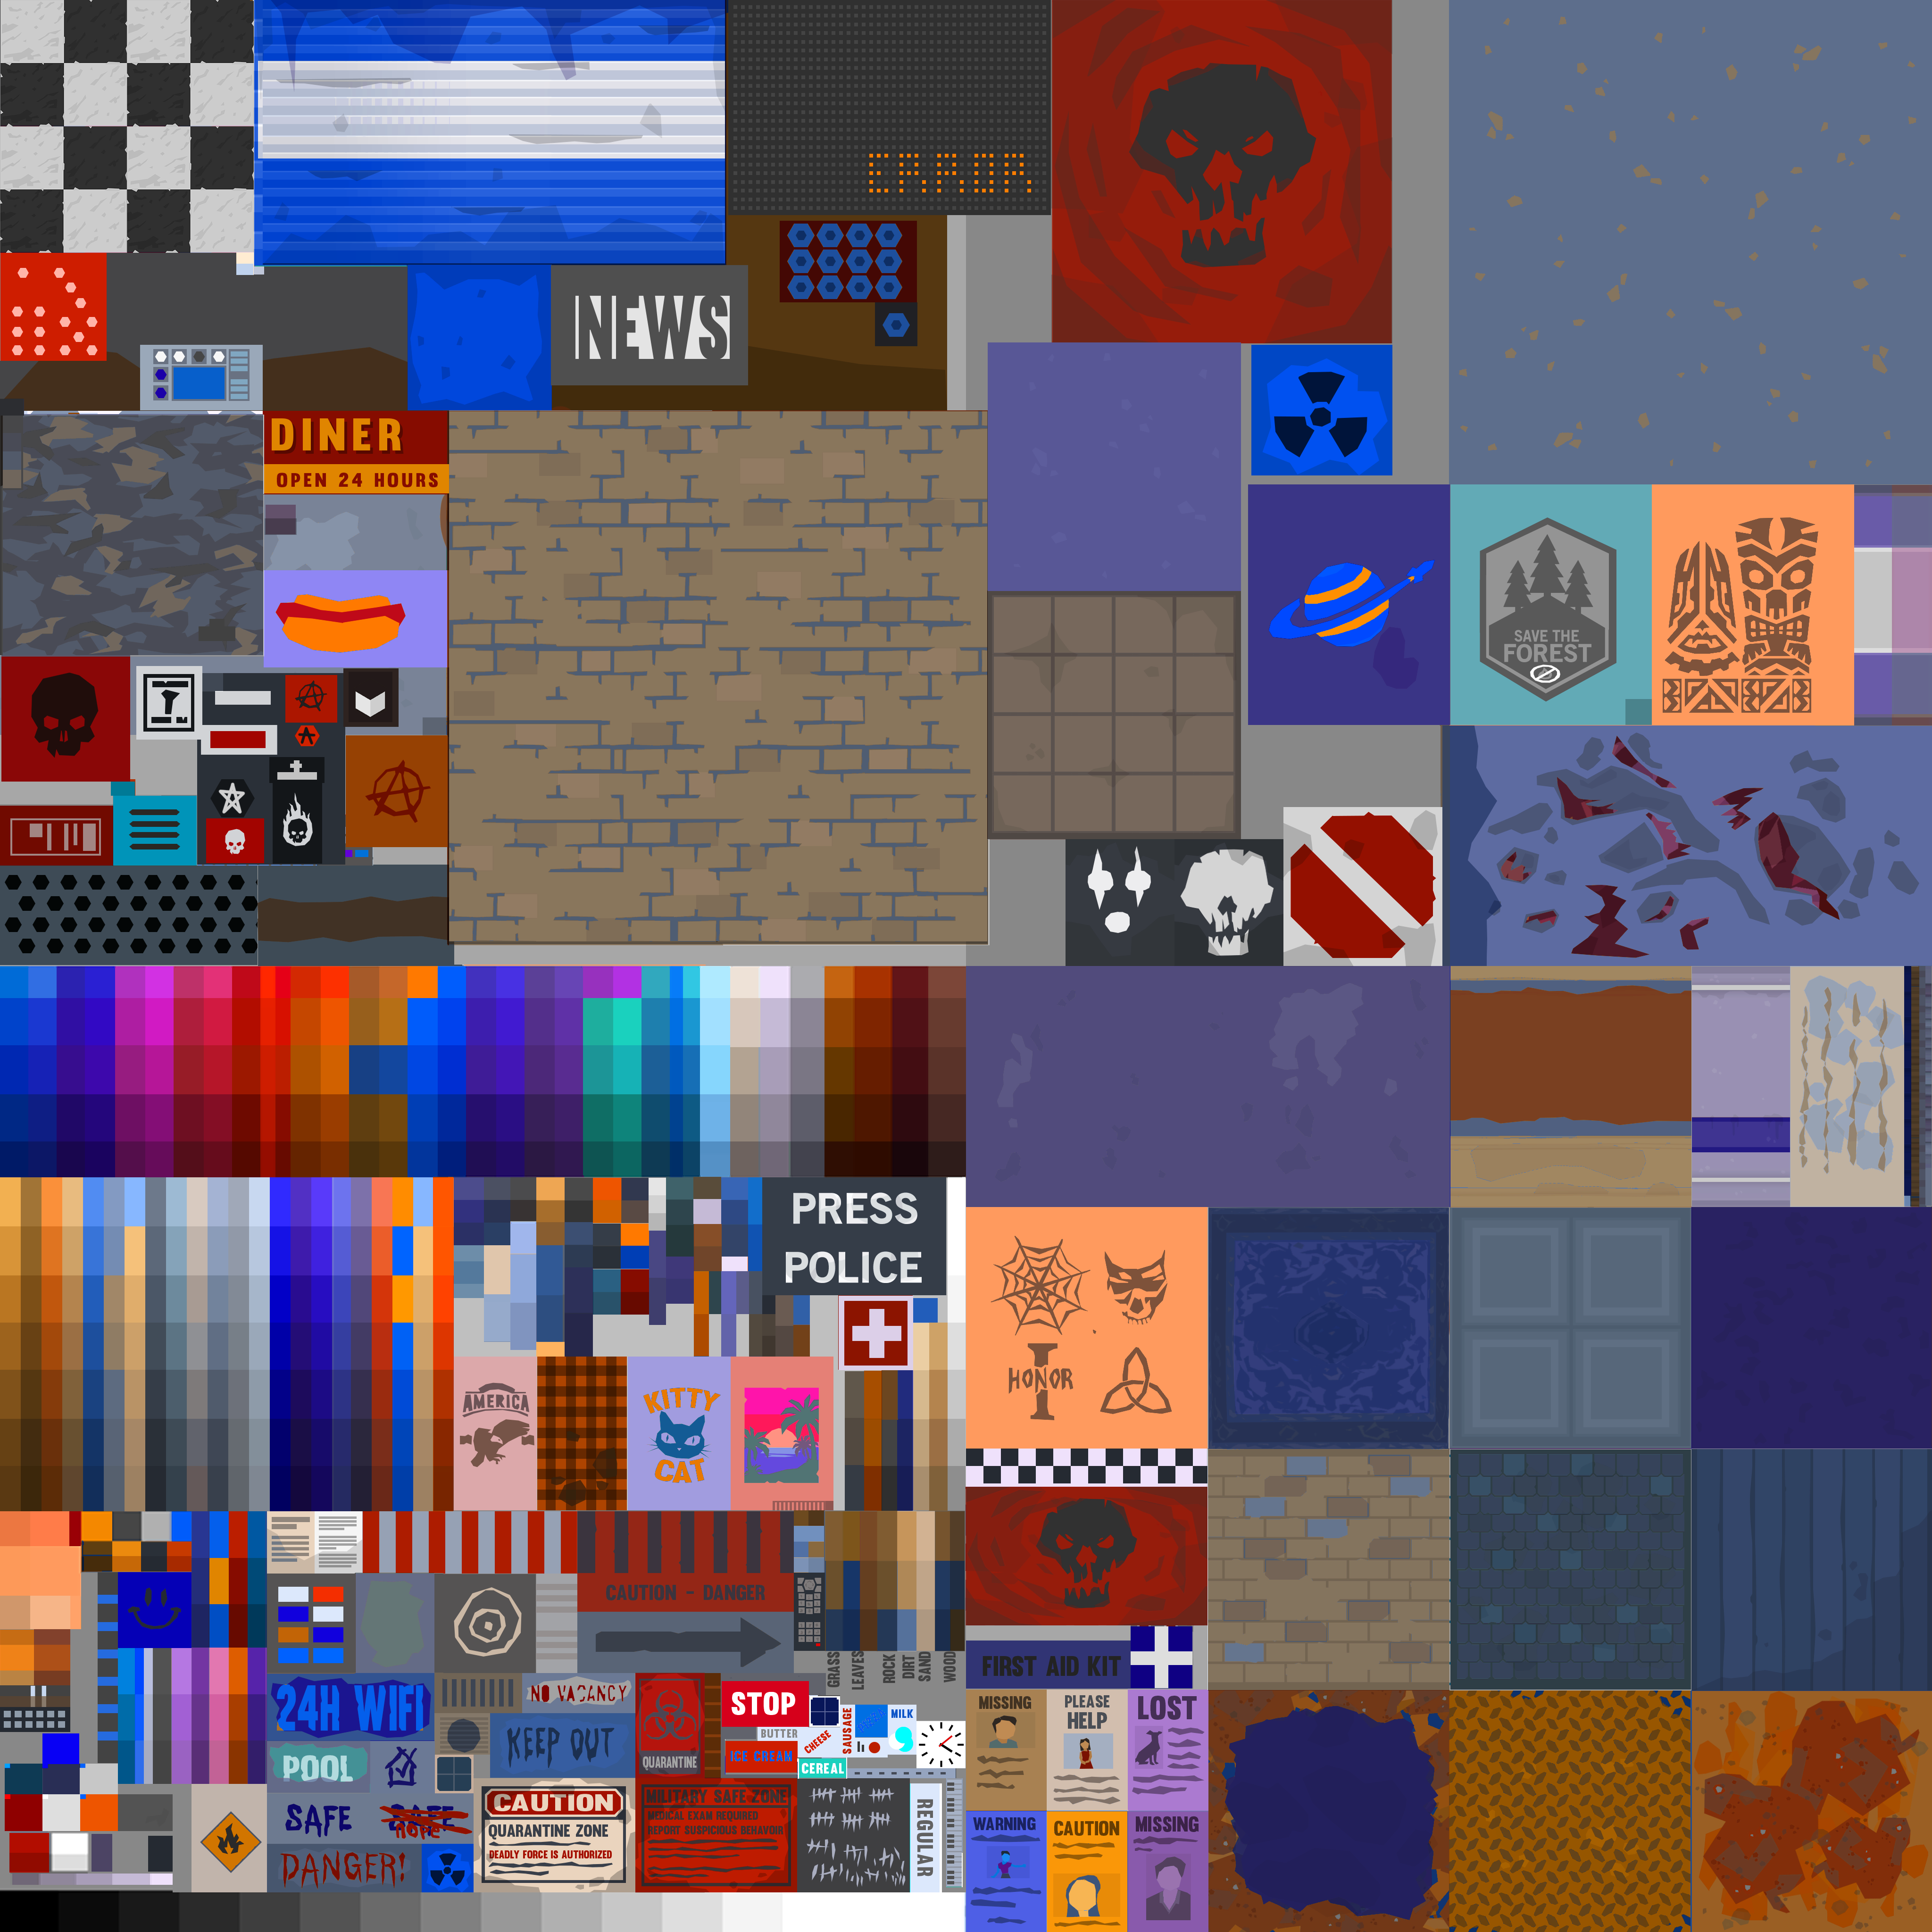 ERROR
NEWS
DINER
OPEN 24 HOURS
SAVE THE
FOREST
PRESS
POLICE
AMERICA
KITTY
CAT
HONOR
CAUTION - DANGER
GRASS
LEAVES
ROCK
DIRT
SAND
WOOD
FIRST AID KIT
24H WIFI
NO VACANCY
KEEP OUT
POOL
QUARANTINE
STOP
BUTTER
ICE CREAM
CHEESE
SAUSAGE
MILK
CEREAL
SAFE
SAFE
NOPE
DANGER!
CAUTION
QUARANTINE ZONE
DEADLY FORCE IS AUTHORIZED
MILITARY SAFE ZONE
MEDICAL EXAM REQUIRED
REPORT SUSPICIOUS BEHAVOIR
REGULAR
MISSING
PLEASE
HELP
LOST
WARNING
CAUTION
MISSING